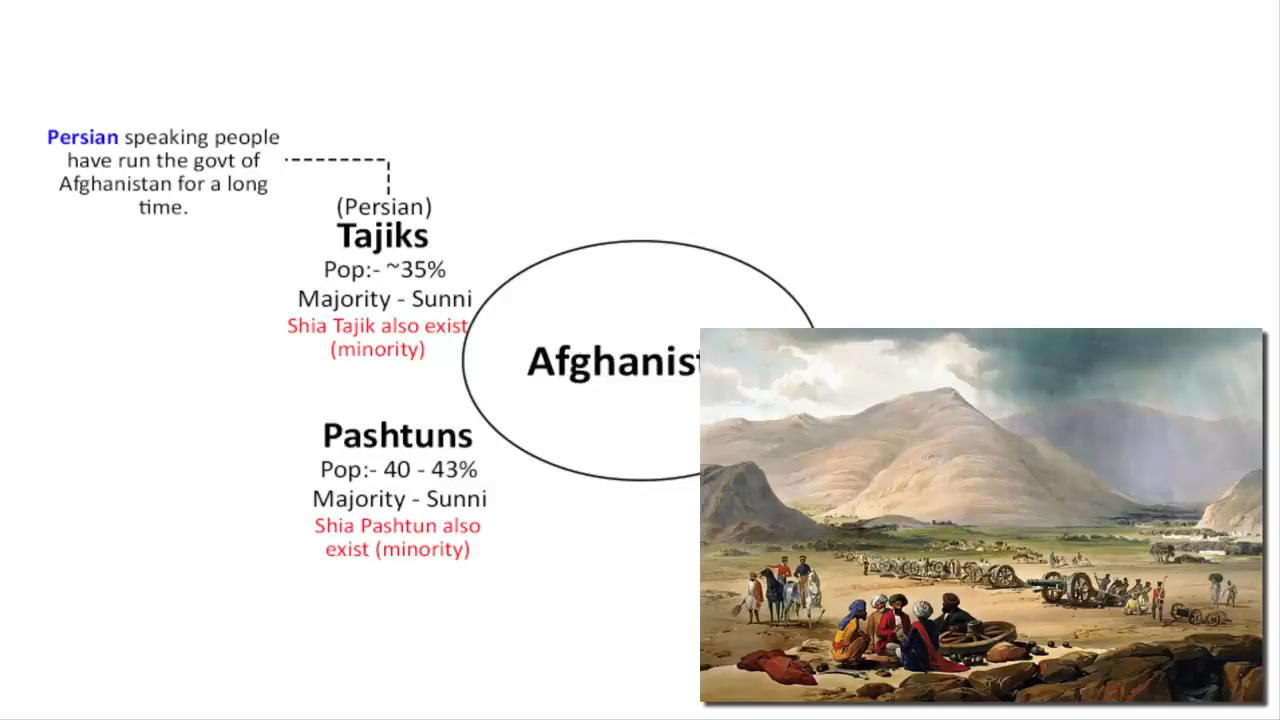 Persian speaking people
have run the govt of
Afghanistan for a long
time.
(Persian)
Tajiks
Pop:- ~35%
Majority - Sunni
Shia Tajik also exist
(minority)
Afghanist
Pashtuns
Pop:- 40 - 43%
Majority - Sunni
Shia Pashtun also
exist (minority)